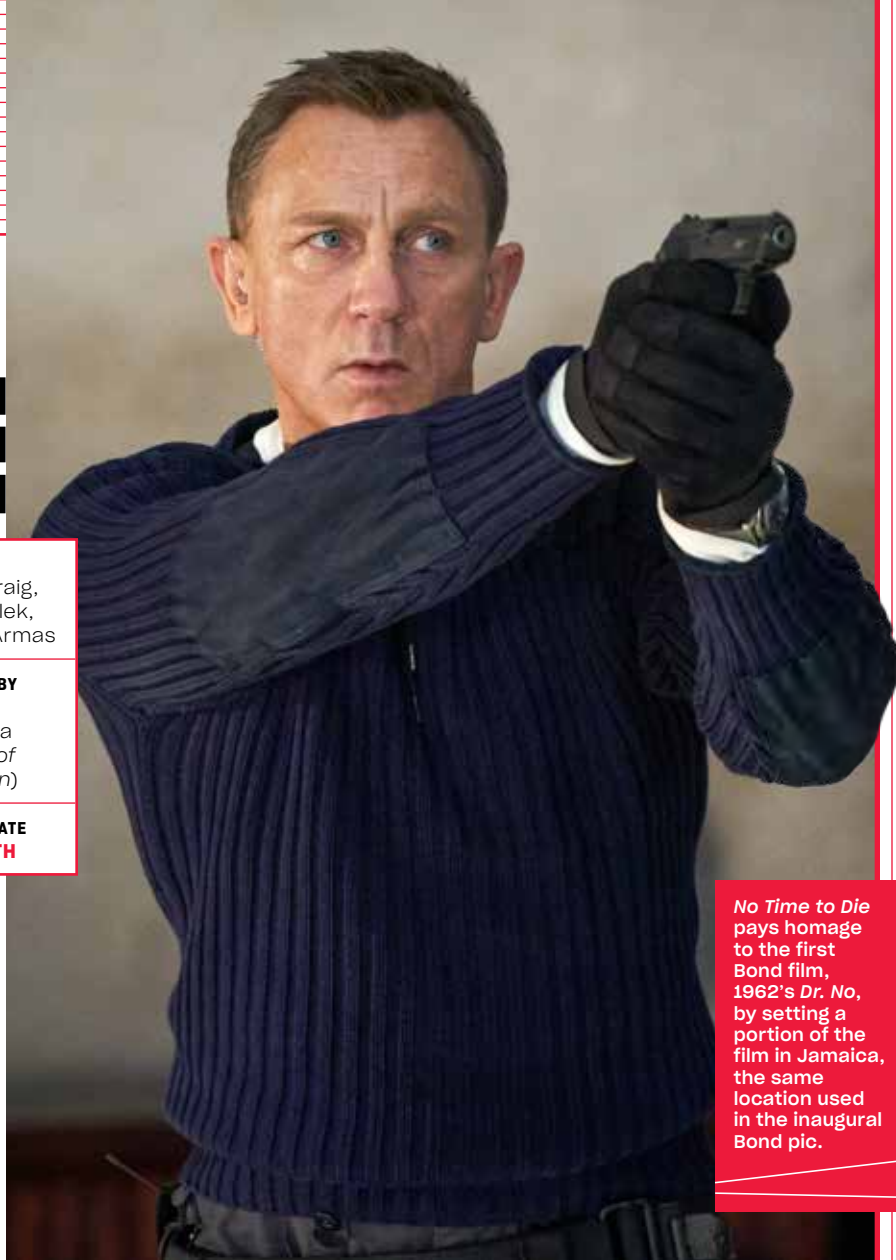 raig,
lek,
Armas
BY
a
of
n)
ATE
TH
No Time to Die
pays homage
to the first
Bond film,
1962's Dr. No,
by setting a
portion of the
film in Jamaica,
the same
location used
in the inaugural
Bond pic.